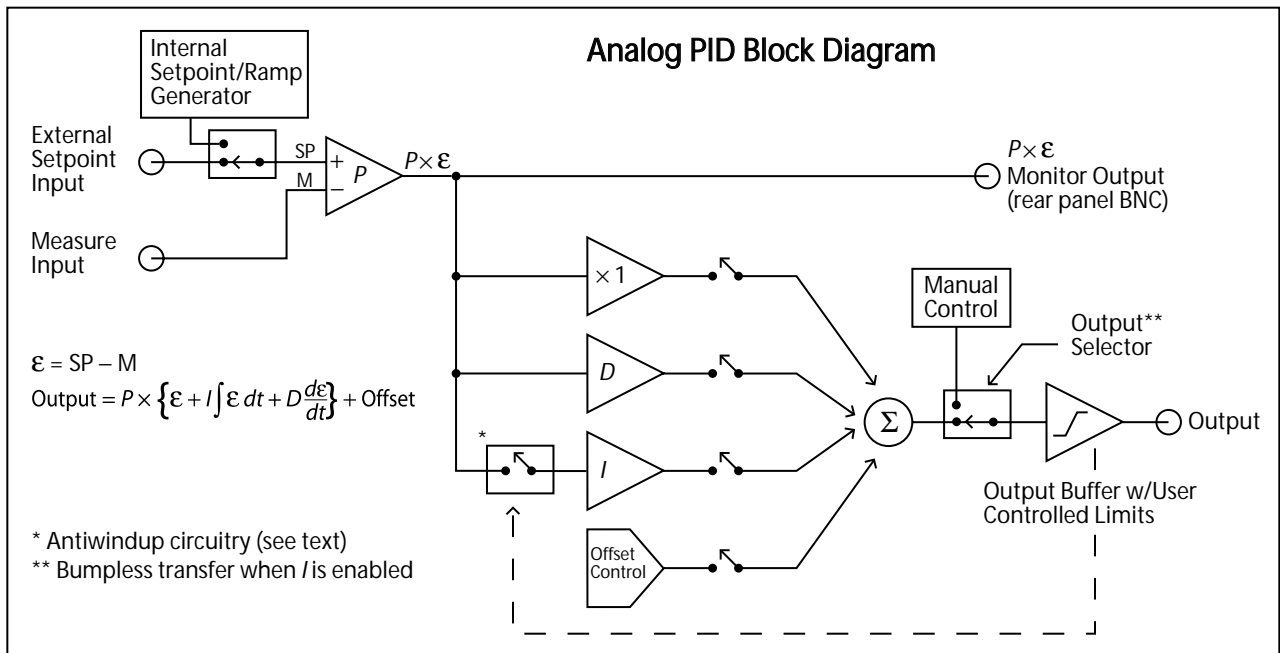 Analog PID Block Diagram
Internal
Setpoint/Ramp
Generator
External
Setpoint
Input
SP
+
P
P×ε
M
−
P×ε
Monitor Output
(rear panel BNC)
Measure
Input
×1
Manual
Control
Output**
Selector
ε = SP – M
Output = P × {ε + I∫ε dt + D dε/dt} + Offset
D
Σ
Output
*
I
Output Buffer w/User
Controlled Limits
* Antiwindup circuitry (see text)
** Bumpless transfer when I is enabled
Offset
Control